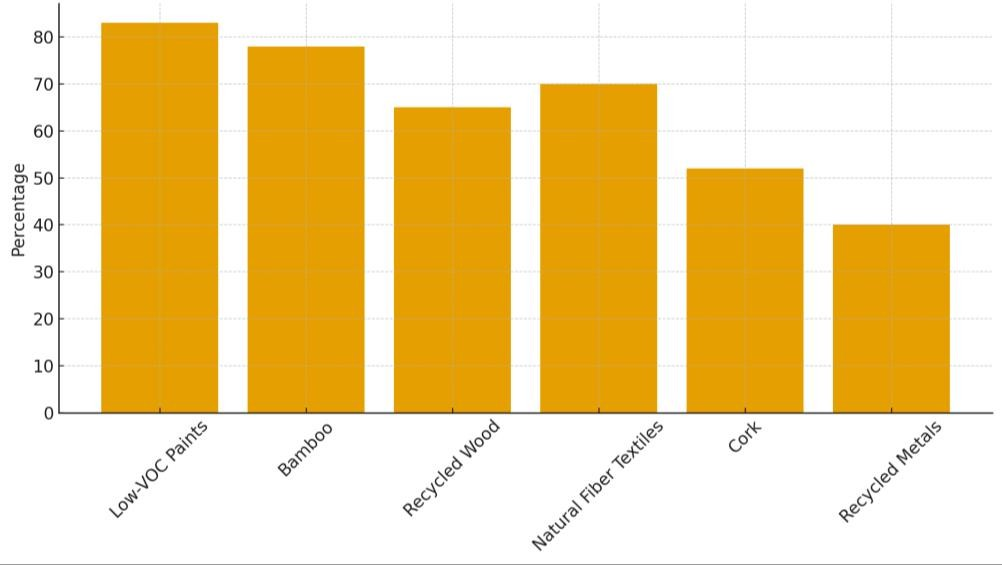 Percentage
80
70
60
50
40
30
20
10
0
Low-VOC Paints
Bamboo
Recycled Wood
Natural Fiber Textiles
Cork
Recycled Metals